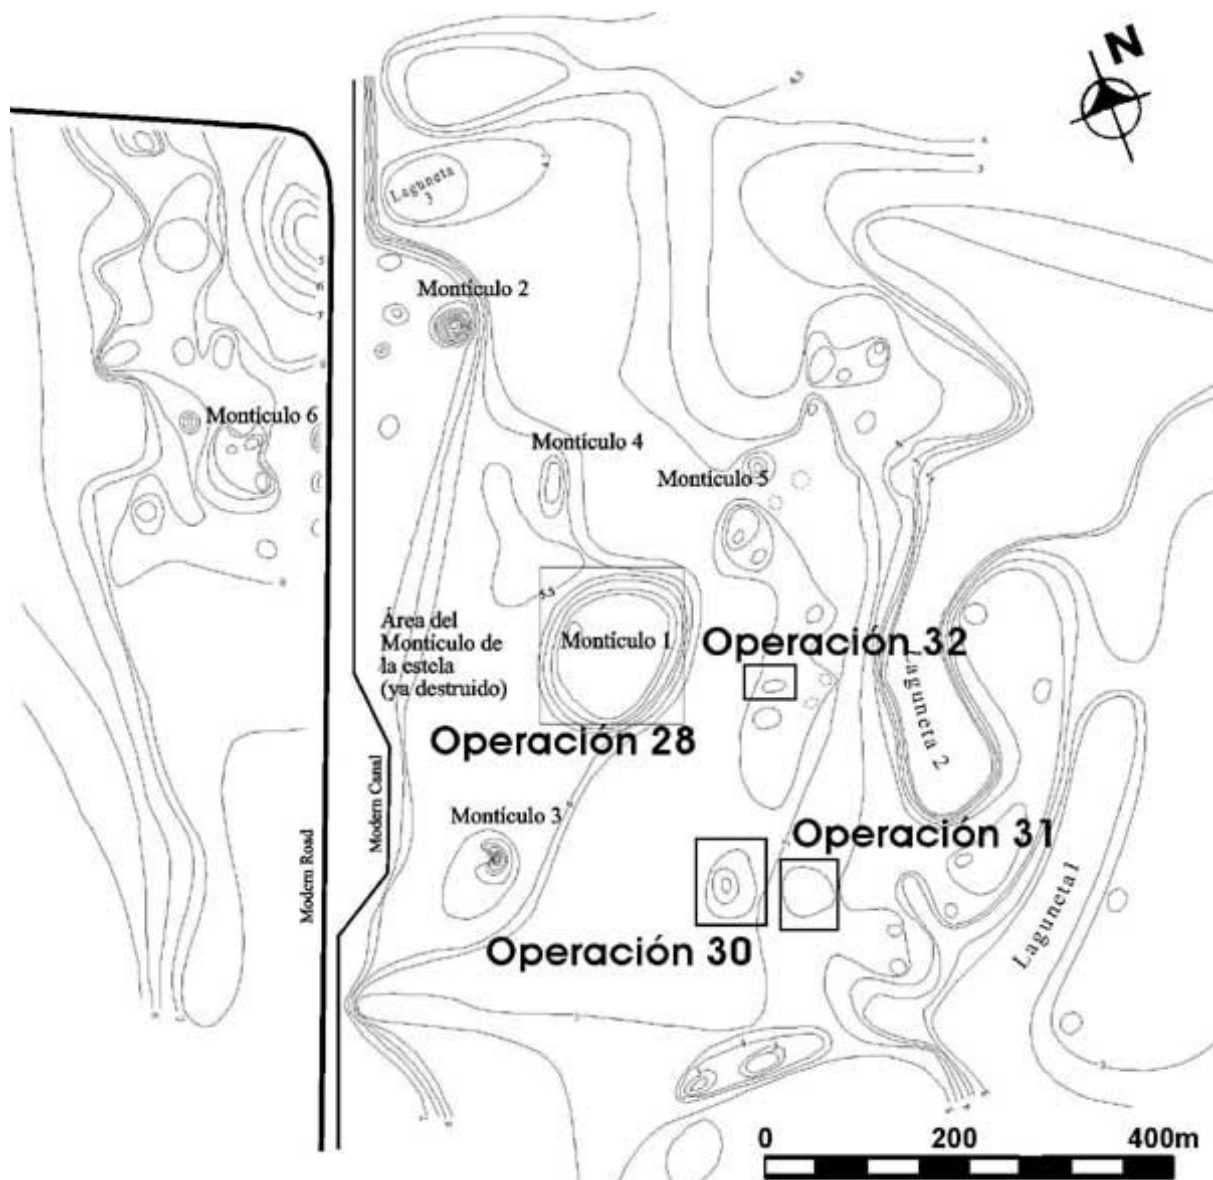 N
Laguneta
3
Montículo 2
Montículo 6
Montículo 4
Montículo 5
5.5
Área del
Montículo de
la estela
(ya destruido)
Montículo 1
Operación 32
Laguneta 2
Operación 28
Modern Canal
Modern Road
Montículo 3
Operación 31
Operación 30
Laguneta 1
0 200 400m